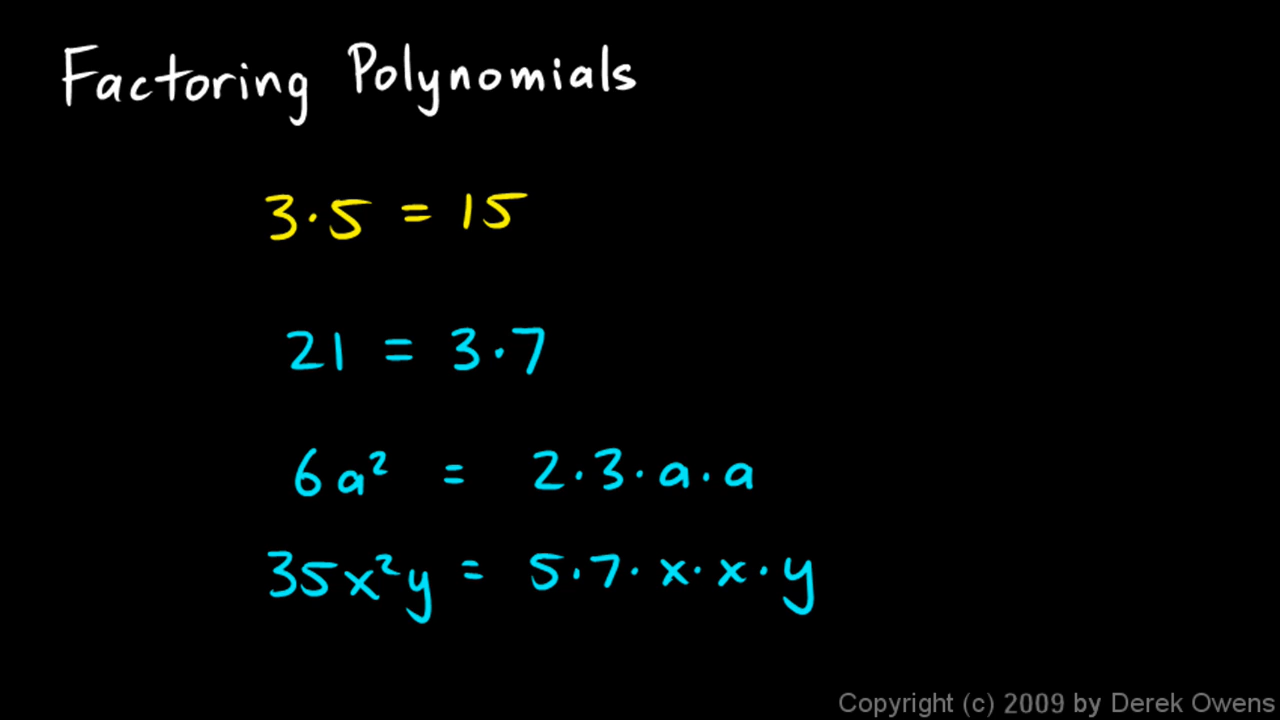 Factoring Polynomials
3·5 = 15
21 = 3·7
6a² = 2·3·a·a
35x²y = 5·7·x·x·y
Copyright (c) 2009 by Derek Owens